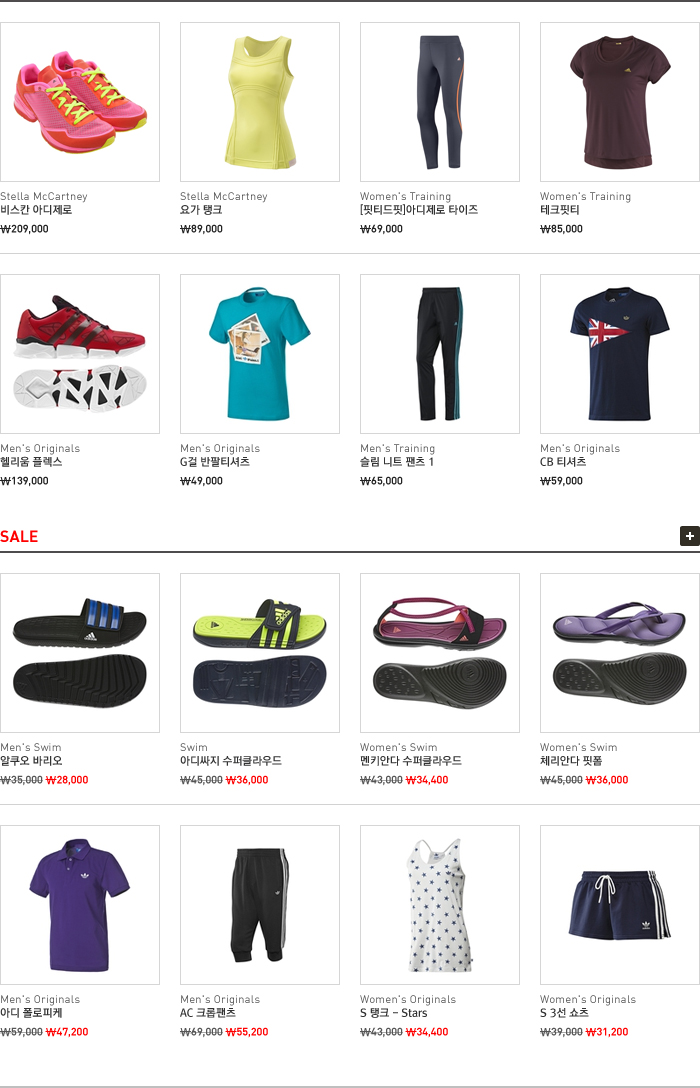 Stella McCartney
비스칸 아디제로
₩209,000
Stella McCartney
요가 탱크
₩89,000
Women's Training
[핏티드핏]아디제로 타이즈
₩69,000
Women's Training
테크핏티
₩85,000
Men's Originals
헬리움 플렉스
₩139,000
Men's Originals
G걸 반팔티셔츠
₩49,000
Men's Training
슬림 니트 팬츠 1
₩65,000
Men's Originals
CB 티셔츠
₩59,000
SALE
+
Men's Swim
알쿠오 바리오
₩35,000 ₩28,000
adidas
Swim
아디싸지 수퍼클라우드
₩45,000 ₩36,000
Women's Swim
멘키안다 수퍼클라우드
₩43,000 ₩34,400
Women's Swim
체리안다 핏폼
₩45,000 ₩36,000
Men's Originals
아디 폴로피케
₩59,000 ₩47,200
Men's Originals
AC 크롭팬츠
₩69,000 ₩55,200
Women's Originals
S 탱크 – Stars
₩43,000 ₩34,400
Women's Originals
S 3선 쇼츠
₩39,000 ₩31,200